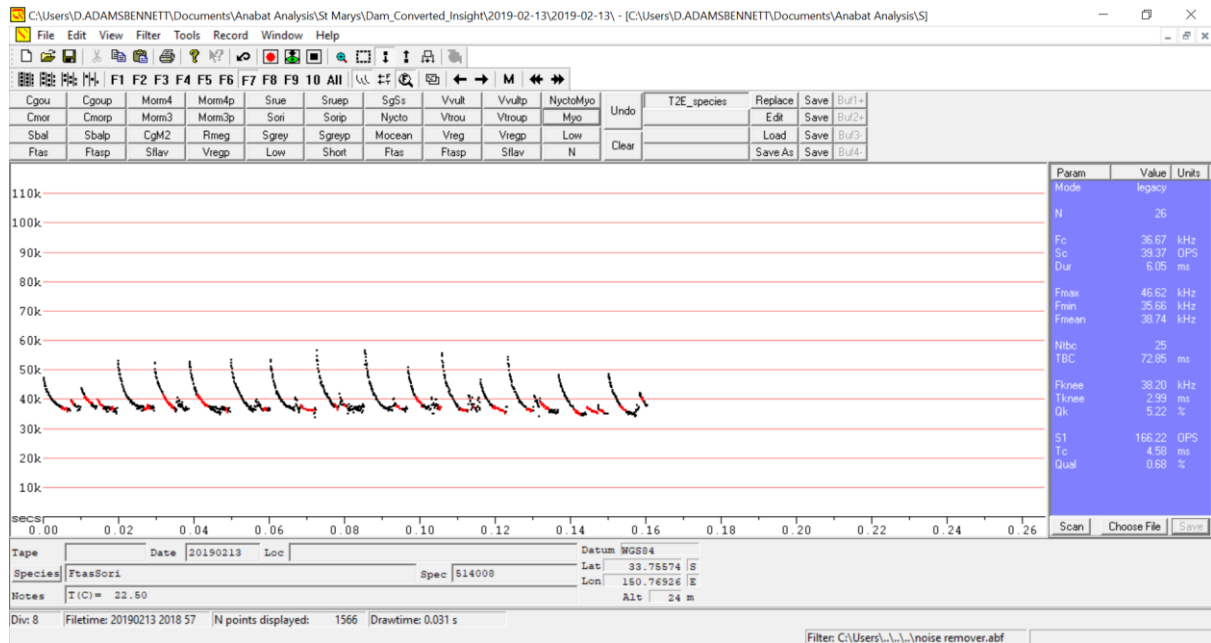 C:\Users\D.ADAMSBENNETT\Documents\Anabat Analysis\St Marys\Dam_Converted_Insight\2019-02-13\2019-02-13\ - [C:\Users\D.ADAMSBENNETT\Documents\Anabat Analysis\S]
File Edit View Filter Tools Record Window Help
F1 F2 F3 F4 F5 F6 F7 F8 F9 10 All M
Cgou Cgoup Morm4 Morm4p Srue Sruep SgSs Vvult Vvultp NyctoMyo Undo T2E_species Replace Save Buf1+
Cmor Cmorp Morm3 Morm3p Sori Sorip Nycto Vtrou Vtroup Myo Edit Save Buf2+
Sbal Sbalp CgM2 Rmeg Sgrey Sgreyp Mocean Vreg Vregp Low Clear Load Save Buf3-
Ftas Ftasp Sflav Vregp Low Short Ftas Ftasp Sflav N Save As Save Buf4-
Param Value Units
Mode legacy
N 26
Fc 36.67 kHz
Sc 39.37 OPS
Dur 6.05 ms
Fmax 46.62 kHz
Fmin 35.66 kHz
Fmean 38.74 kHz
Ntbc 25
TBC 72.85 ms
Fknee 38.20 kHz
Tknee 2.99 ms
Qk 5.22 %
S1 166.22 OPS
Tc 4.58 ms
Qual 0.68 %
110k
100k
90k
80k
70k
60k
50k
40k
30k
20k
10k
secs
0.00 0.02 0.04 0.06 0.08 0.10 0.12 0.14 0.16 0.18 0.20 0.22 0.24 0.26
Scan Choose File Save
Tape Date 20190213 Loc Datum WGS84
Species FtasSori Spec 514008 Lat 33.75574 S
Lon 150.76926 E
Notes T(C)= 22.50 Alt 24 m
Div: 8 Filetime: 20190213 2018 57 N points displayed: 1566 Drawtime: 0.031 s
Filter: C:\Users\..\..\..\noise remover.abf